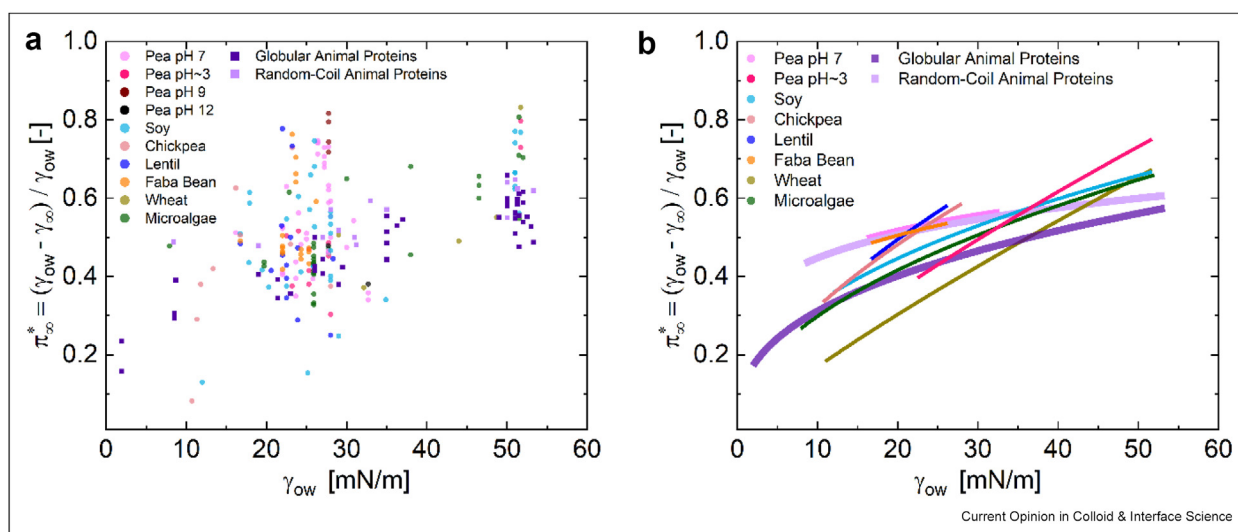 a
1.0
0.8
0.6
0.4
0.2
0
10
20
30
40
50
60
π*∞ = (γow - γ∞) / γow [-]
γow [mN/m]
Pea pH 7
Pea pH~3
Pea pH 9
Pea pH 12
Soy
Chickpea
Lentil
Faba Bean
Wheat
Microalgae
Globular Animal Proteins
Random-Coil Animal Proteins
b
1.0
0.8
0.6
0.4
0.2
0
10
20
30
40
50
60
π*∞ = (γow - γ∞) / γow [-]
γow [mN/m]
Pea pH 7
Pea pH~3
Soy
Chickpea
Lentil
Faba Bean
Wheat
Microalgae
Globular Animal Proteins
Random-Coil Animal Proteins
Current Opinion in Colloid & Interface Science